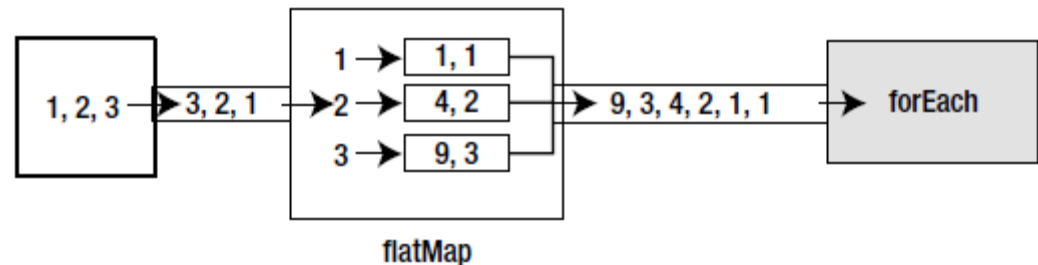 1, 2, 3
3, 2, 1
1
1, 1
2
4, 2
3
9, 3
9, 3, 4, 2, 1, 1
forEach
flatMap